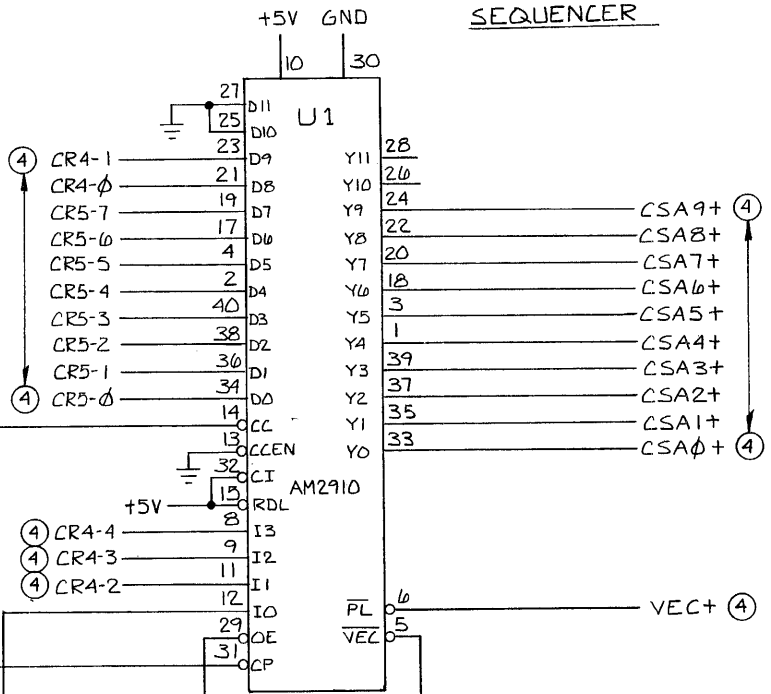 SEQUENCER
+5V GND
10 30
U1
27 D11
25 D10
4 CR4-1 23 D9
CR4-0 21 D8
CR5-7 19 D7
CR5-6 17 D6
CR5-5 4 D5
CR5-4 2 D4
CR5-3 40 D3
CR5-2 38 D2
CR5-1 36 D1
4 CR5-0 34 D0
14 CC
13 CCEN
32 CI
+5V 15 RDL
4 CR4-4 8 I3
4 CR4-3 9 I2
4 CR4-2 11 I1
12 I0
29 OE
31 CP
AM2910
Y11 28
Y10 26
Y9 24 CSA9+ 4
Y8 22 CSA8+
Y7 20 CSA7+
Y6 18 CSA6+
Y5 3 CSA5+
Y4 1 CSA4+
Y3 39 CSA3+
Y2 37 CSA2+
Y1 35 CSA1+
Y0 33 CSA0+ 4
PL 6 VEC+ 4
VEC 5